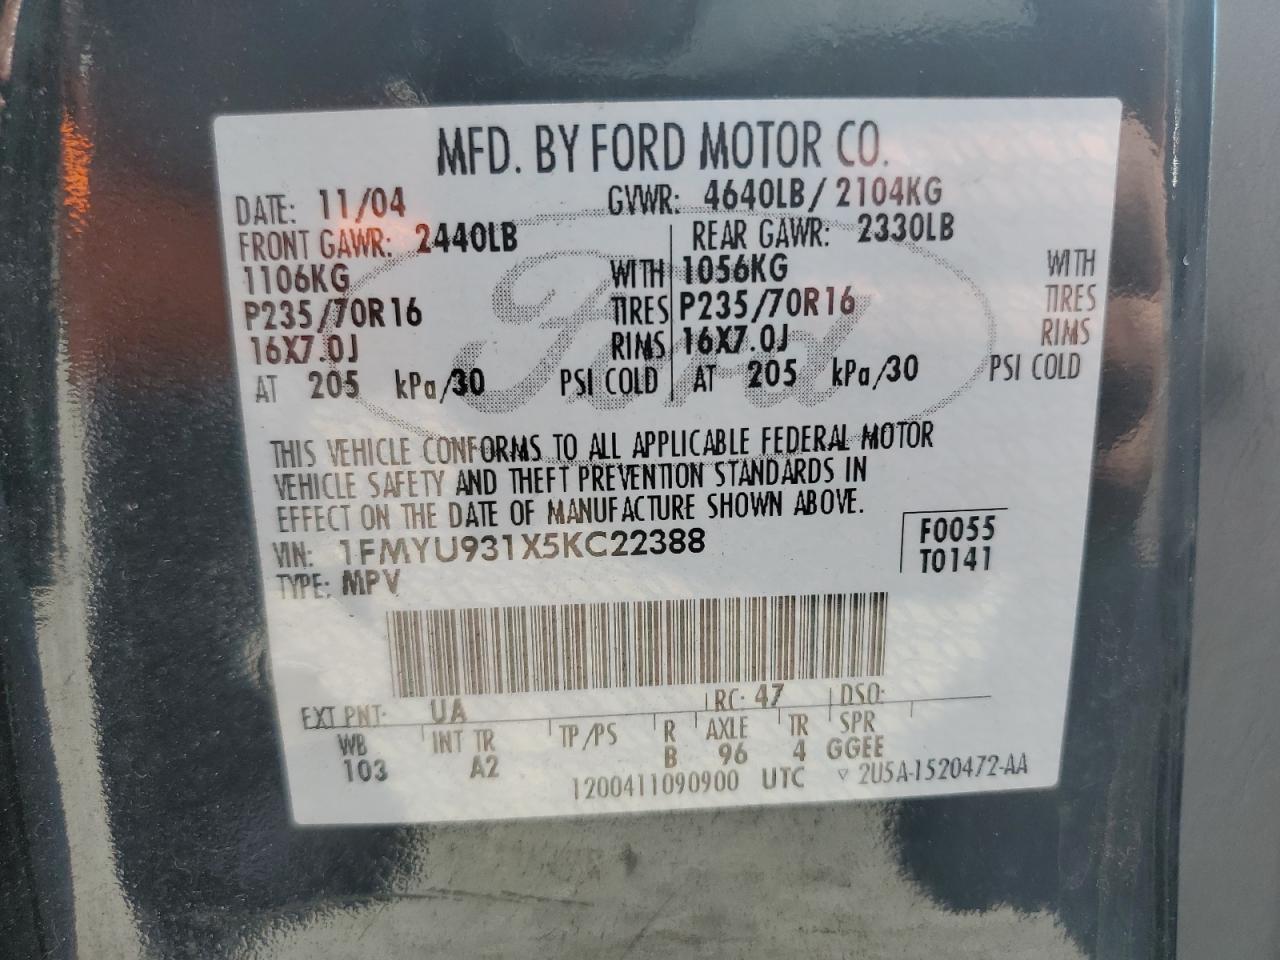 MFD. BY FORD MOTOR CO.
DATE: 11/04 GVWR: 4640LB/ 2104KG
FRONT GAWR: 2440LB REAR GAWR: 2330LB
1106KG WITH 1056KG WITH
P235/70R16 TIRES P235/70R16 TIRES
16X7.0J RIMS 16X7.0J RIMS
AT 205 kPa/30 PSI COLD AT 205 kPa/30 PSI COLD
Ford
THIS VEHICLE CONFORMS TO ALL APPLICABLE FEDERAL MOTOR
VEHICLE SAFETY AND THEFT PREVENTION STANDARDS IN
EFFECT ON THE DATE OF MANUFACTURE SHOWN ABOVE.
VIN: 1FMYU931X5KC22388 F0055
TYPE: MPV T0141
EXT PNT: UA RC: 47 DSO:
WB INT TR TP/PS R AXLE TR SPR
103 A2 B 96 4 GGEE
1200411090900 UTC ▽ 2U5A-1520472-AA